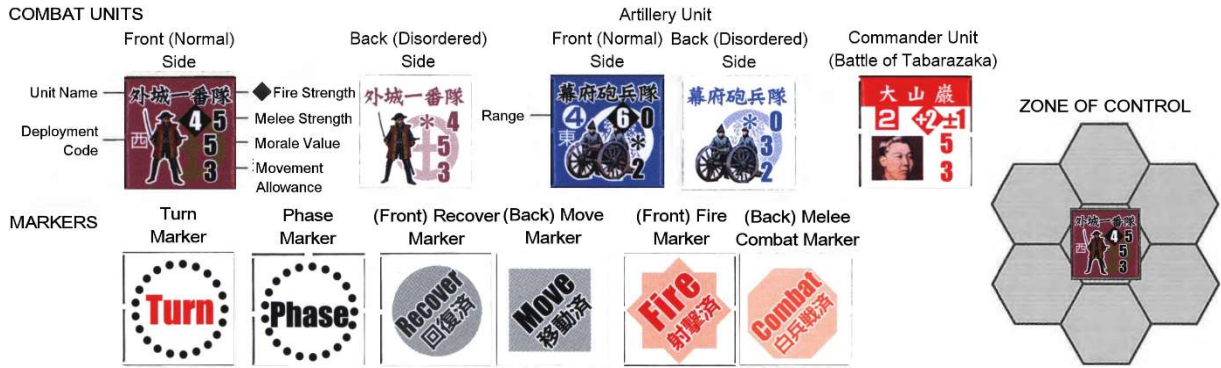 COMBAT UNITS
Artillery Unit
Front (Normal) Side
Back (Disordered) Side
Front (Normal) Side
Back (Disordered) Side
Commander Unit
(Battle of Tabarazaka)
Unit Name
Deployment Code
外城一番隊
西
4 5
5
3
◆Fire Strength
Melee Strength
Morale Value
Movement Allowance
外城一番隊
* 4
5
3
Range
幕府砲兵隊
4 6 0
東
*
2
幕府砲兵隊
0
3
2
大山巌
2 +2 ±1
5
3
ZONE OF CONTROL
外城一番隊
西
4 5
5
3
MARKERS
Turn Marker
Phase Marker
(Front) Recover Marker
(Back) Move Marker
(Front) Fire Marker
(Back) Melee Combat Marker
Turn
Phase
Recover
回復済
Move
移動済
Fire
射撃済
Combat
白兵戦済